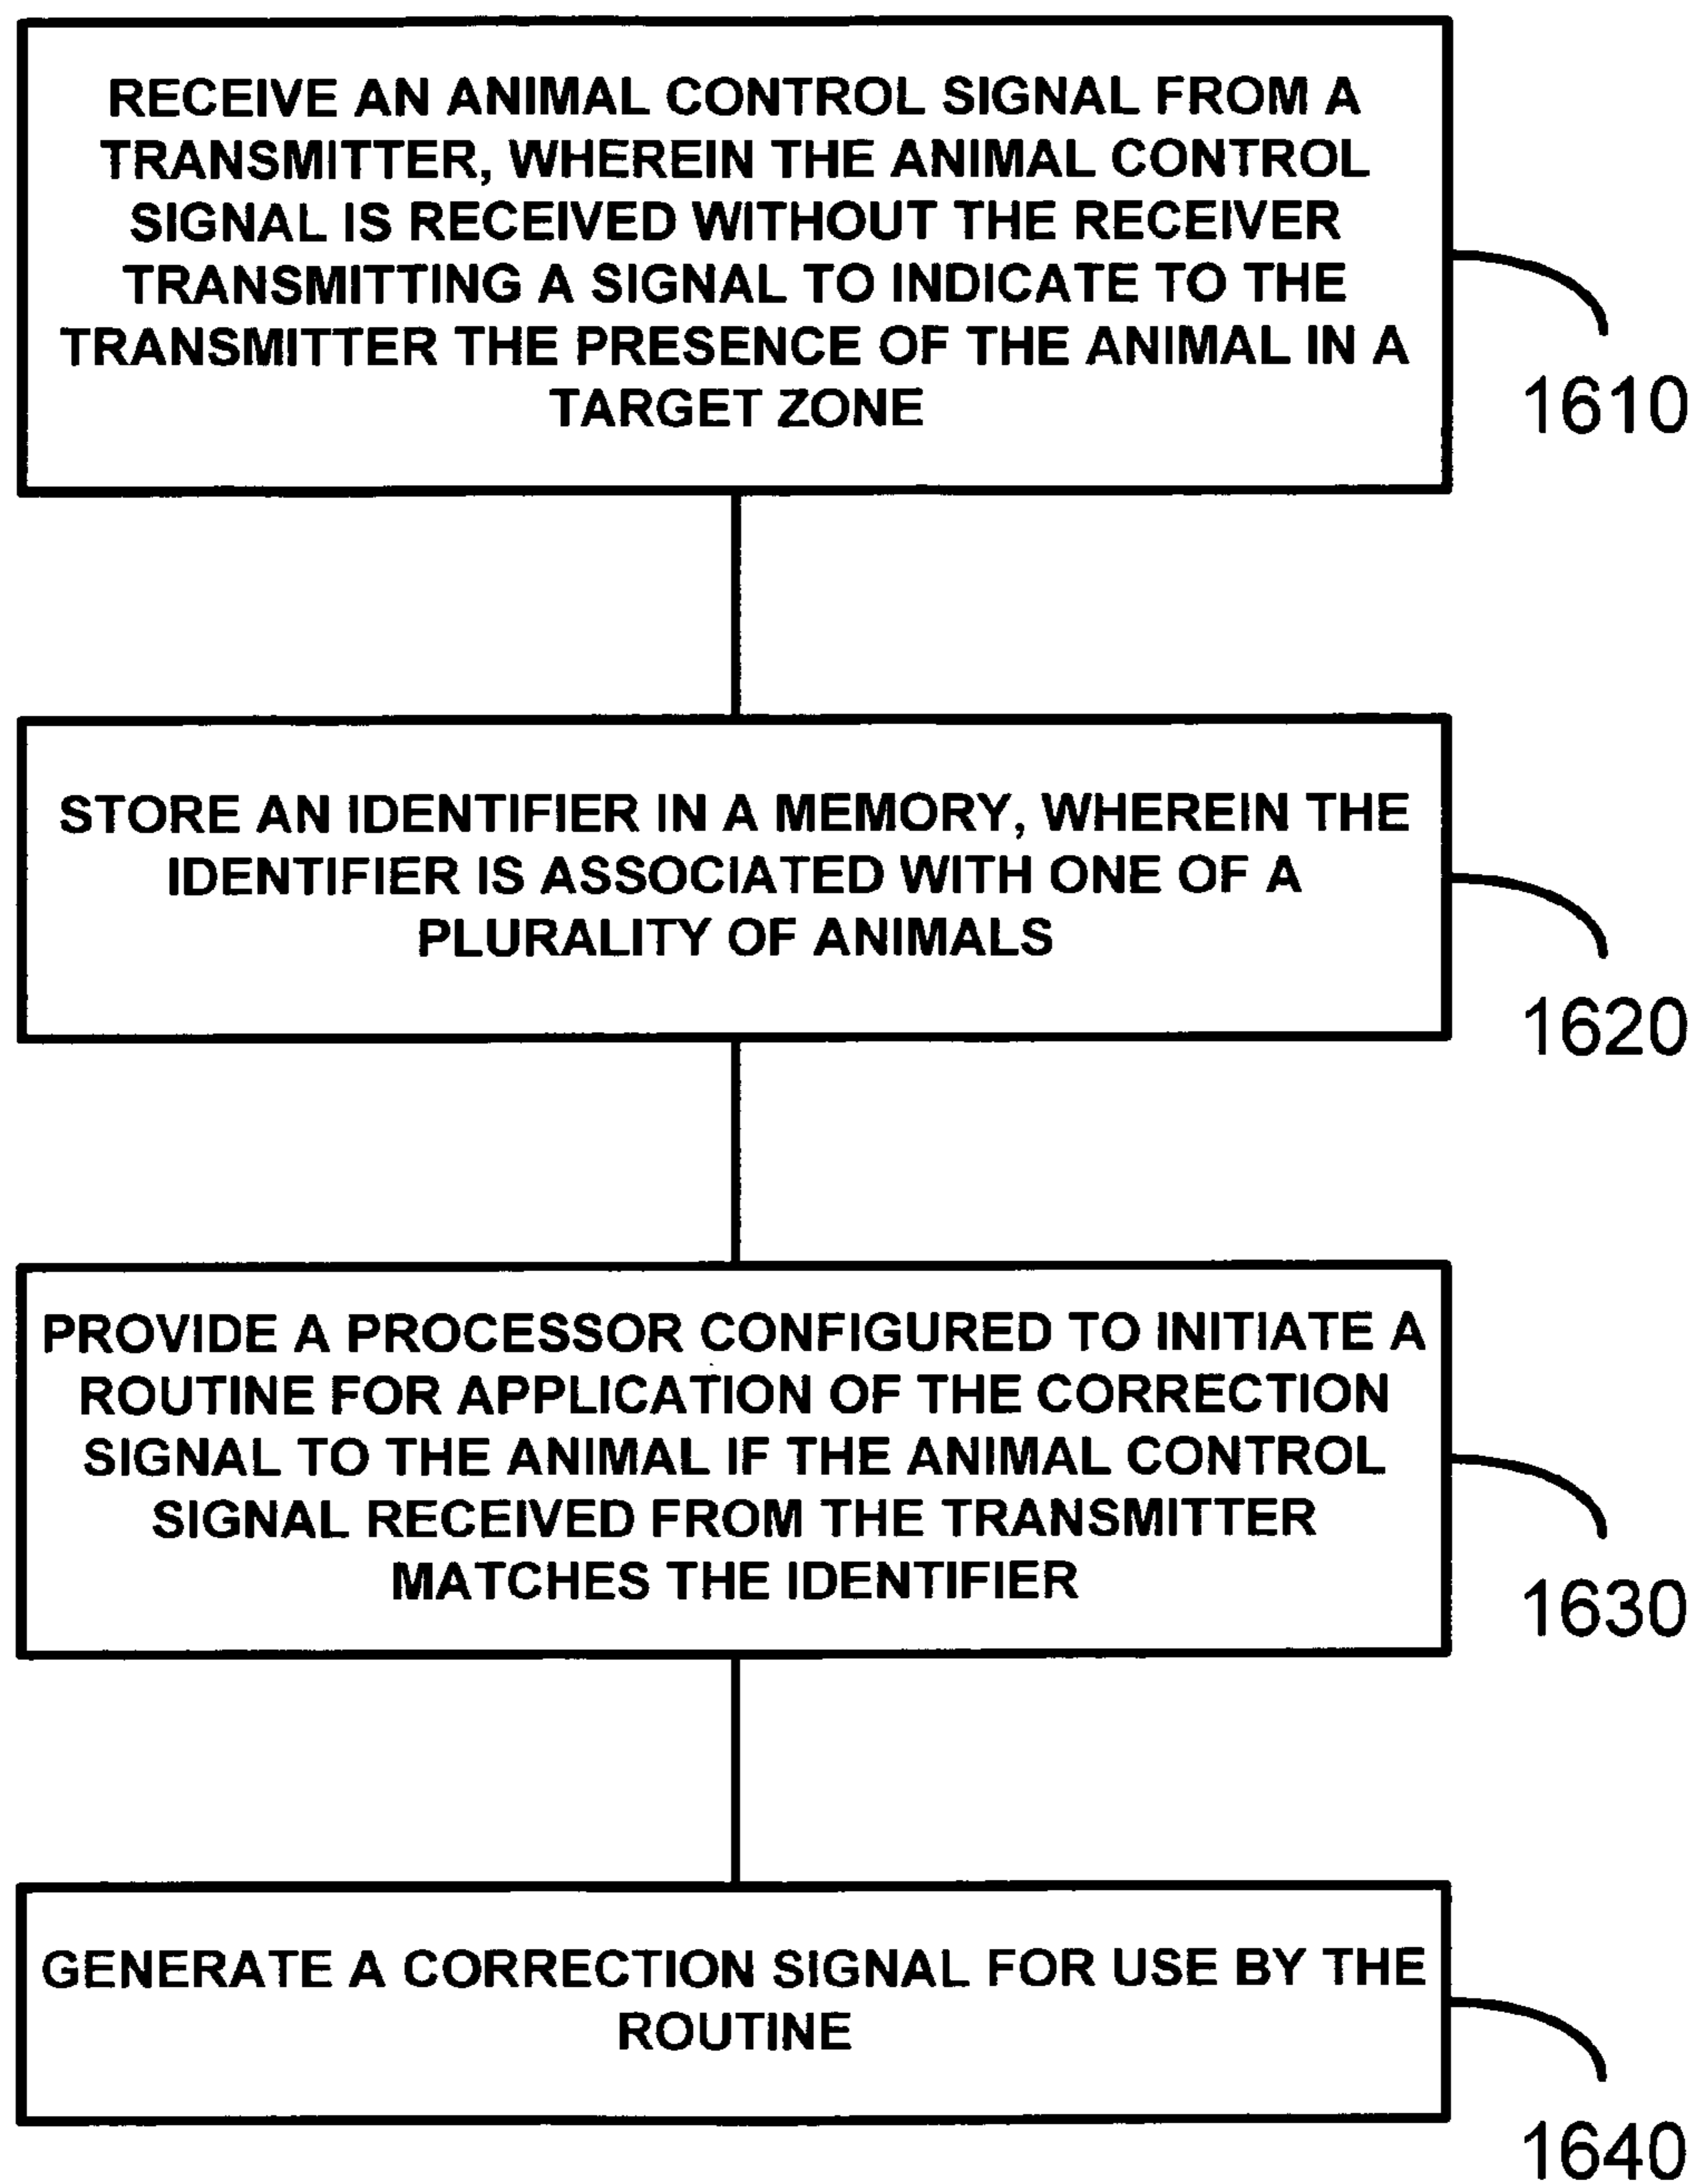 RECEIVE AN ANIMAL CONTROL SIGNAL FROM A
TRANSMITTER, WHEREIN THE ANIMAL CONTROL
SIGNAL IS RECEIVED WITHOUT THE RECEIVER
TRANSMITTING A SIGNAL TO INDICATE TO THE
TRANSMITTER THE PRESENCE OF THE ANIMAL IN A
TARGET ZONE
1610
STORE AN IDENTIFIER IN A MEMORY, WHEREIN THE
IDENTIFIER IS ASSOCIATED WITH ONE OF A
PLURALITY OF ANIMALS
1620
PROVIDE A PROCESSOR CONFIGURED TO INITIATE A
ROUTINE FOR APPLICATION OF THE CORRECTION
SIGNAL TO THE ANIMAL IF THE ANIMAL CONTROL
SIGNAL RECEIVED FROM THE TRANSMITTER
MATCHES THE IDENTIFIER
1630
GENERATE A CORRECTION SIGNAL FOR USE BY THE
ROUTINE
1640